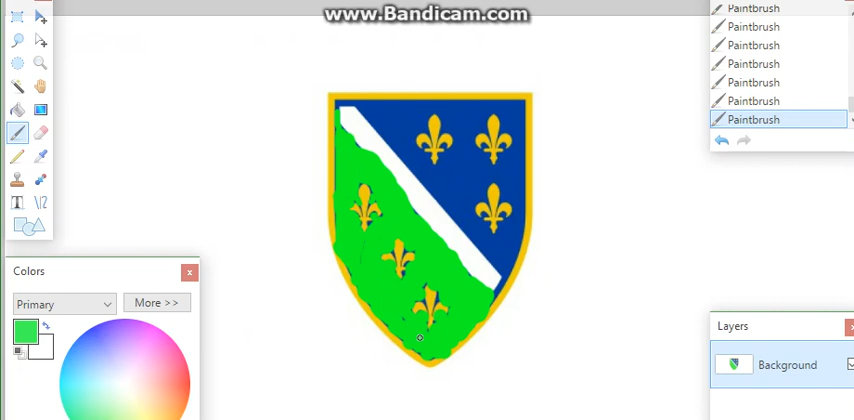 www.Bandicam.com
Paintbrush
Paintbrush
Paintbrush
Paintbrush
Paintbrush
Paintbrush
Paintbrush
T
Colors
Primary
More >>
Layers
Background